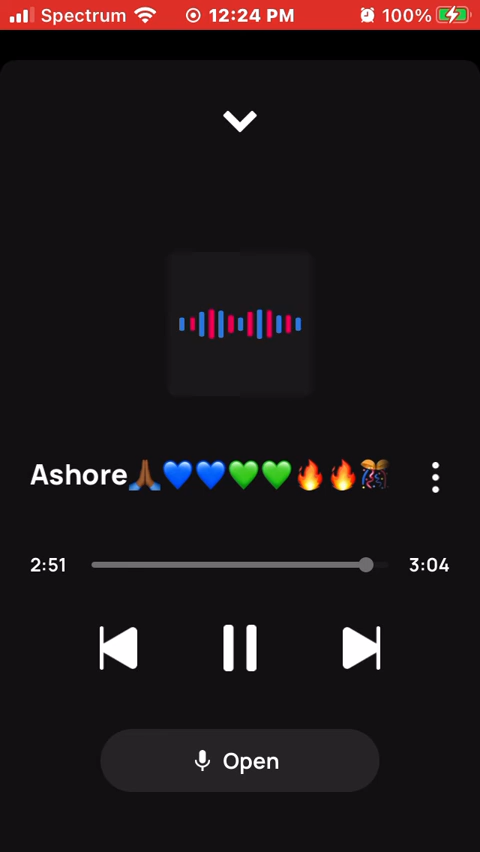 Spectrum 12:24 PM 100%
Ashore🙏🏾💙💙💚💚🔥🔥🎊
2:51 3:04
Open